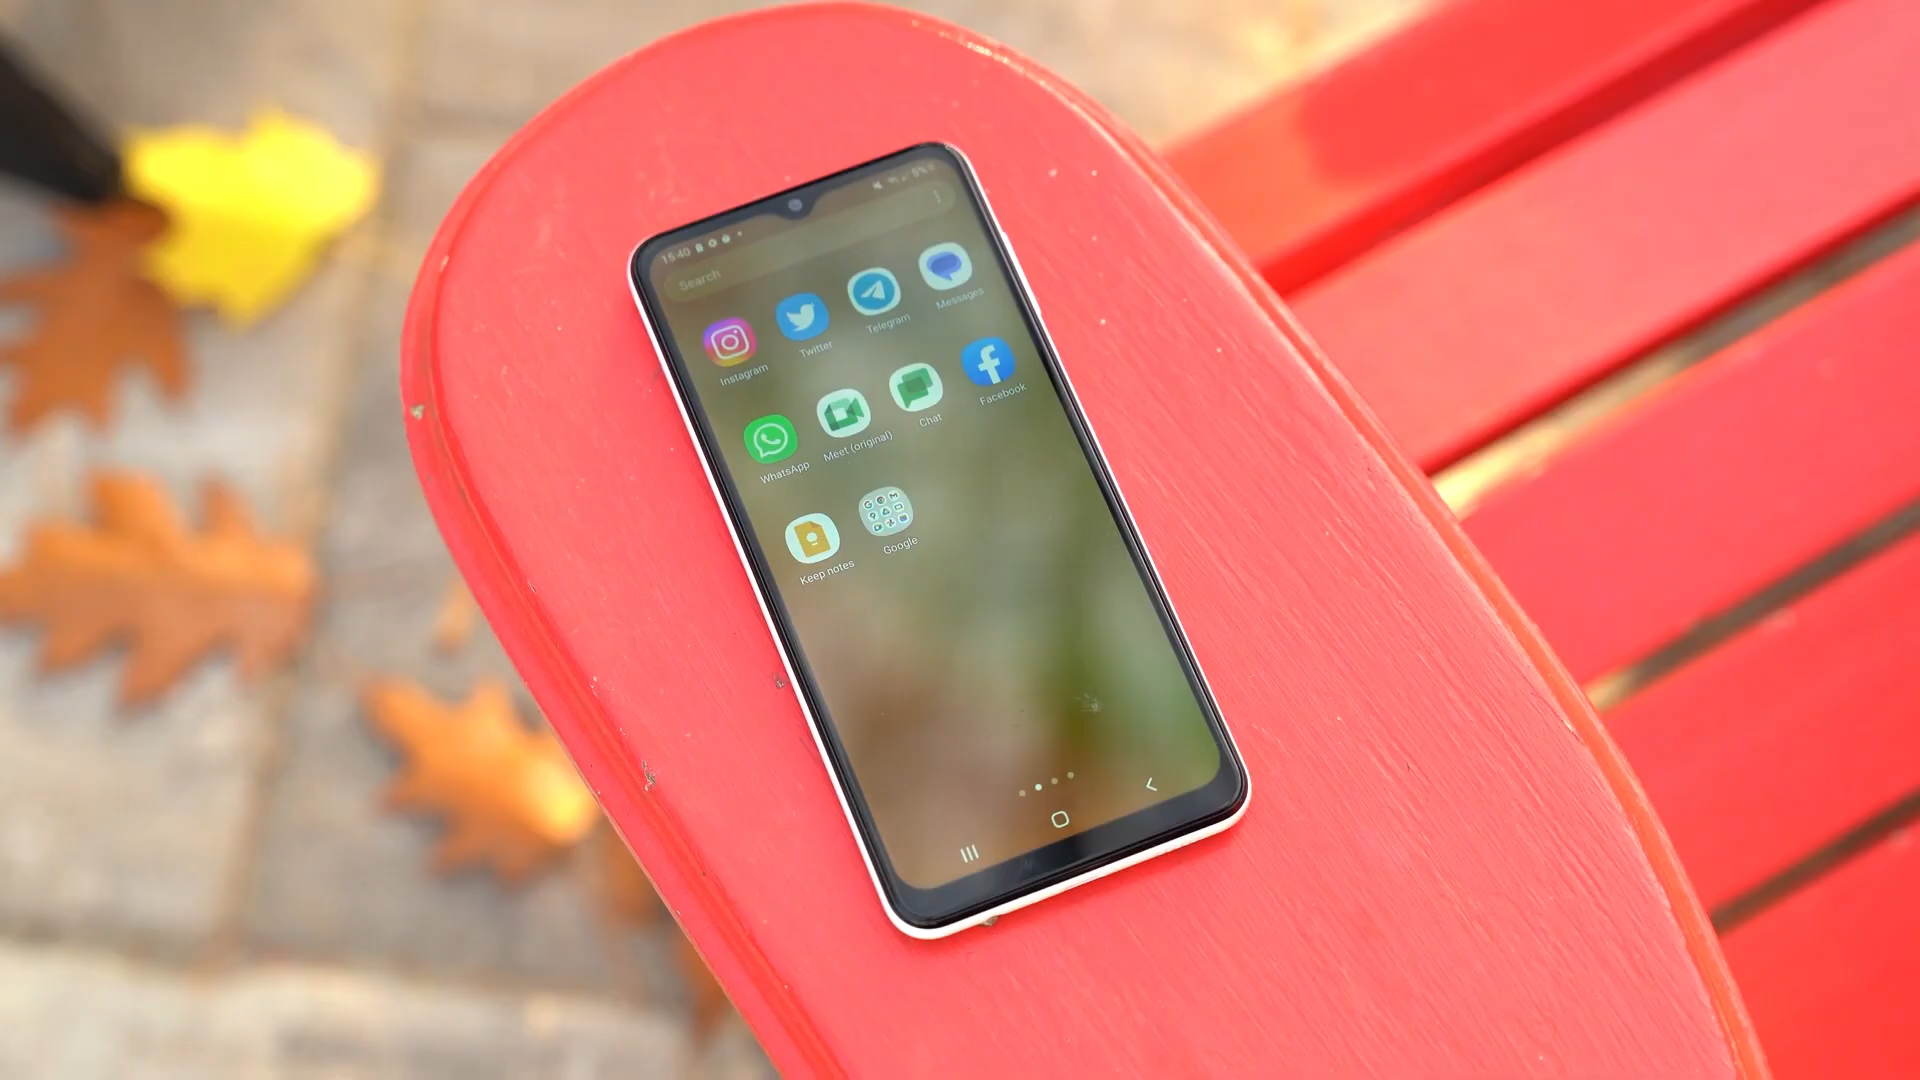 15:40
Search
Instagram
Twitter
Telegram
Messages
WhatsApp
Meet (original)
Chat
Facebook
Keep notes
Google